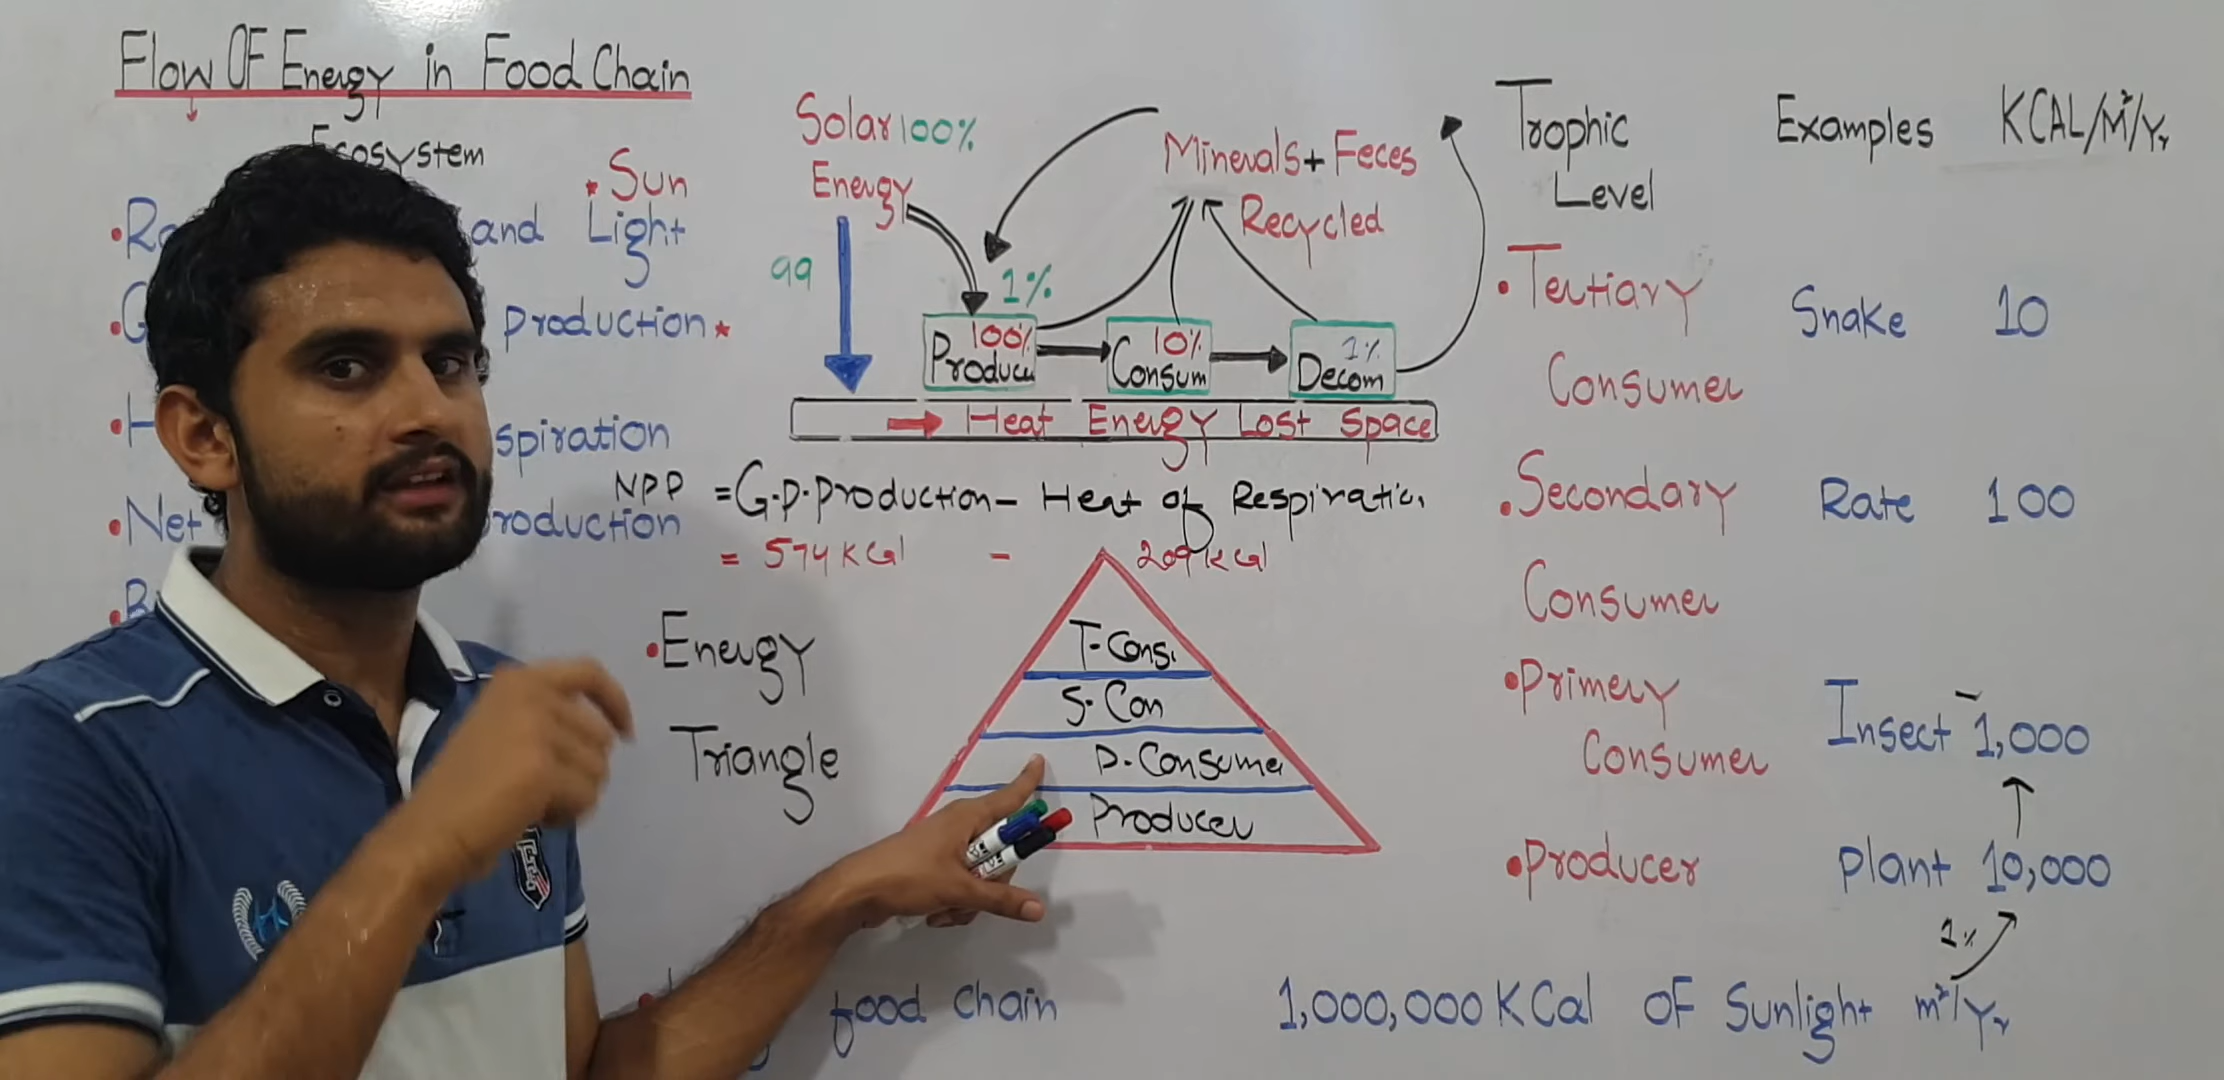 Flow OF Energy in Food Chain
Ecosystem
• Sun
and Light
production *
spiration
• Net roduction
Solar 100%
Energy
99
1%
Minerals + Feces
Recycled
100%
Produce
10%
Consum
1%
Decom
Heat Energy Lost Space
NPP = G.P.production - Heat of Respiration
= 574 KCal - 209 KCal
• Energy
Triangle
T-Cons.
S-Con
P-Consume
Producer
food chain
Trophic Level
Examples
KCAL/M²/Yr
• Tertiary Consumer
Snake
10
• Secondary Consumer
Rate
100
• Primery Consumer
Insect
1,000
• Producer
Plant
10,000
1%
1,000,000 KCal OF Sunlight m²/Yr